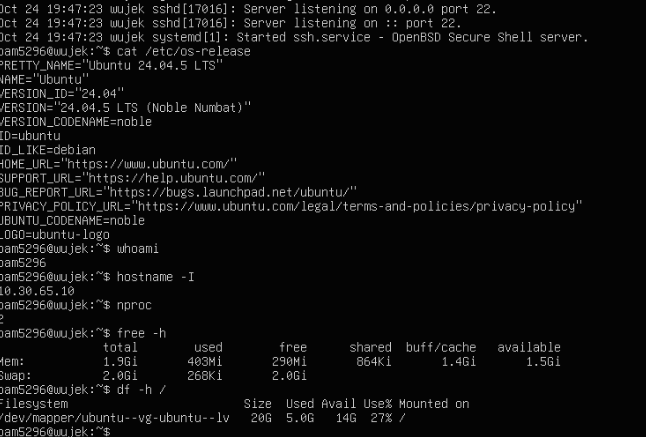 Oct 24 19:47:23 wujek sshd[17016]: Server listening on 0.0.0.0 port 22.
Oct 24 19:47:23 wujek sshd[17016]: Server listening on :: port 22.
Oct 24 19:47:23 wujek systemd[1]: Started ssh.service - OpenBSD Secure Shell server.
bam5296@wujek:~$ cat /etc/os-release
PRETTY_NAME="Ubuntu 24.04.5 LTS"
NAME="Ubuntu"
VERSION_ID="24.04"
VERSION="24.04.5 LTS (Noble Numbat)"
VERSION_CODENAME=noble
ID=ubuntu
ID_LIKE=debian
HOME_URL="https://www.ubuntu.com/"
SUPPORT_URL="https://help.ubuntu.com/"
BUG_REPORT_URL="https://bugs.launchpad.net/ubuntu/"
PRIVACY_POLICY_URL="https://www.ubuntu.com/legal/terms-and-policies/privacy-policy"
UBUNTU_CODENAME=noble
LOGO=ubuntu-logo
bam5296@wujek:~$ whoami
bam5296
bam5296@wujek:~$ hostname -I
10.30.65.10
bam5296@wujek:~$ nproc
2
bam5296@wujek:~$ free -h
total used free shared buff/cache available
Mem: 1.9Gi 403Mi 290Mi 864Ki 1.4Gi 1.5Gi
Swap: 2.0Gi 268Ki 2.0Gi
bam5296@wujek:~$ df -h /
Filesystem Size Used Avail Use% Mounted on
/dev/mapper/ubuntu--vg-ubuntu--lv 20G 5.0G 14G 27% /
bam5296@wujek:~$